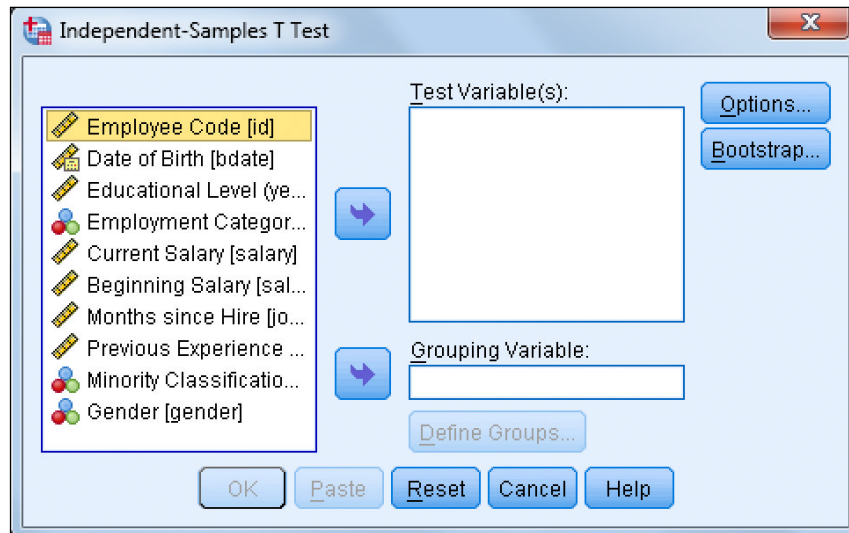 Independent-Samples T Test
Test Variable(s):
Options...
Bootstrap...
Employee Code [id]
Date of Birth [bdate]
Educational Level (ye...
Employment Categor...
Current Salary [salary]
Beginning Salary [sal...
Months since Hire [jo...
Previous Experience ...
Minority Classificatio...
Gender [gender]
Grouping Variable:
Define Groups...
OK
Paste
Reset
Cancel
Help